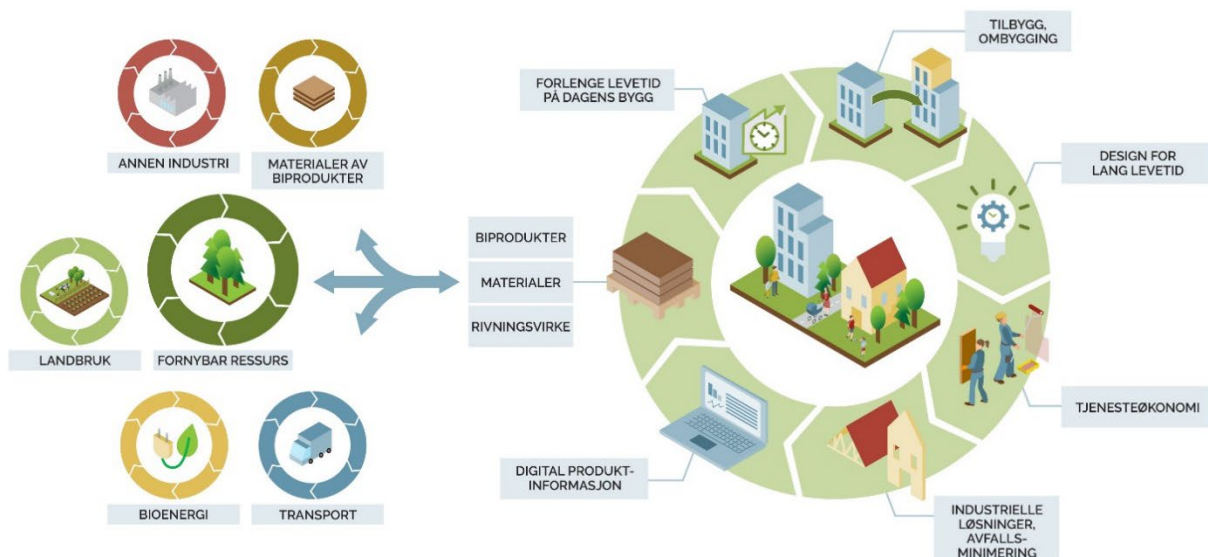 ANNEN INDUSTRI
MATERIALER AV
BIPRODUKTER
LANDBRUK
FORNYBAR RESSURS
BIOENERGI
TRANSPORT
BIPRODUKTER
MATERIALER
RIVNINGSVIRKE
FORLENGE LEVETID
PÅ DAGENS BYGG
TILBYGG,
OMBYGGING
DESIGN FOR
LANG LEVETID
TJENESTEØKONOMI
INDUSTRIELLE
LØSNINGER,
AVFALLS-
MINIMERING
DIGITAL PRODUKT-
INFORMASJON